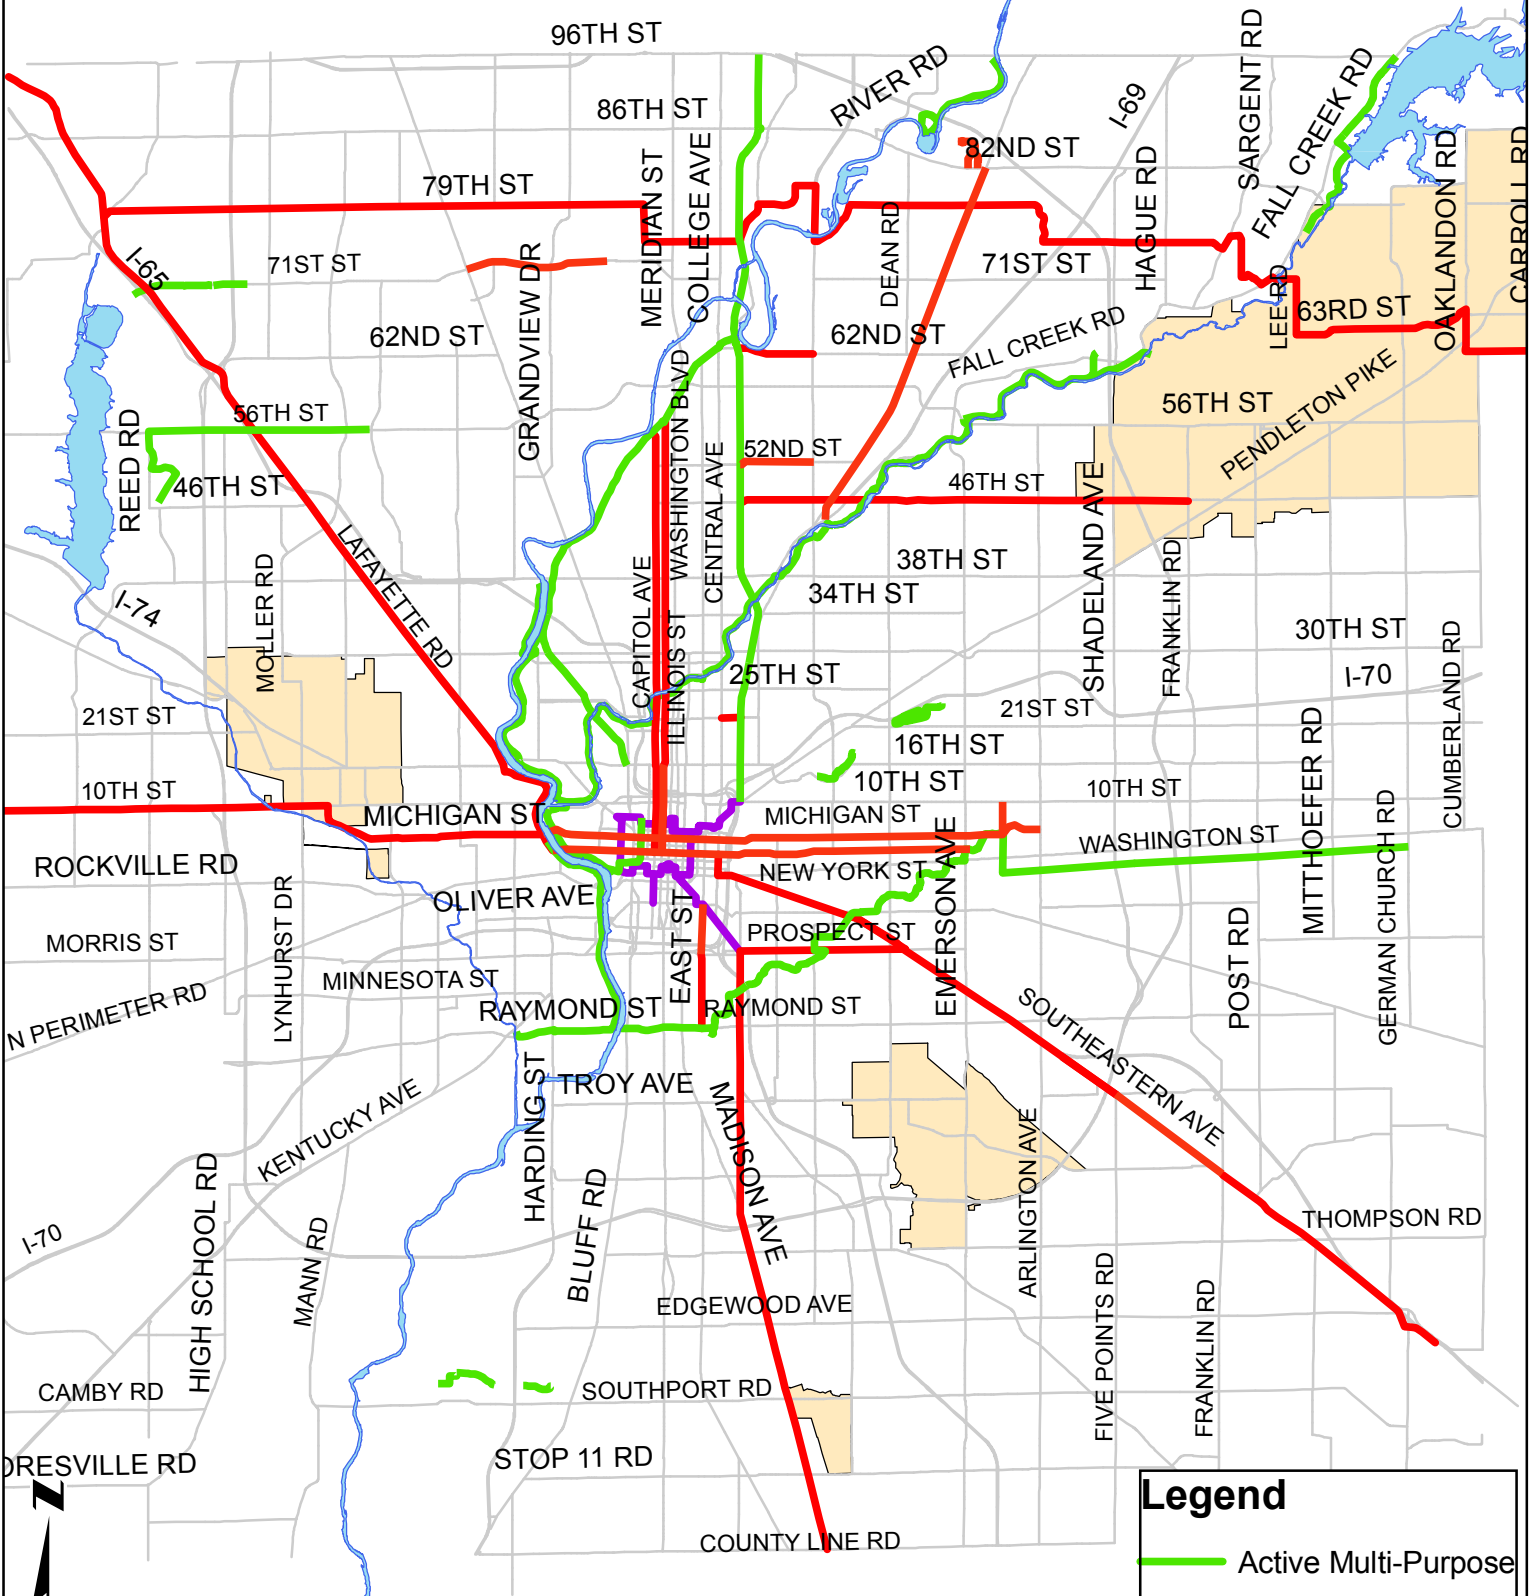 96TH ST
RIVER RD
SARGENT RD
FALL CREEK RD
I-69
86TH ST
82ND ST
MERIDIAN ST
COLLEGE AVE
HAGUE RD
FALL CREEK RD
OAKLANDON RD
CARROLL RD
79TH ST
DEAN RD
I-65
71ST ST
GRANDVIEW DR
71ST ST
LEE RD
63RD ST
62ND ST
62ND ST
FALL CREEK RD
WASHINGTON BLVD
PENDLETON PIKE
56TH ST
56TH ST
REED RD
52ND ST
CENTRAL AVE
46TH ST
46TH ST
SHADELAND AVE
LAFAYETTE RD
MOLLER RD
CAPITOL AVE
38TH ST
FRANKLIN RD
I-74
34TH ST
30TH ST
CUMBERLAND RD
ILLINOIS ST
25TH ST
I-70
21ST ST
21ST ST
16TH ST
MITTHOEFER RD
10TH ST
10TH ST
10TH ST
MICHIGAN ST
MICHIGAN ST
WASHINGTON ST
GERMAN CHURCH RD
EMERSON AVE
ROCKVILLE RD
NEW YORK ST
OLIVER AVE
LYNHURST DR
EAST ST
PROSPECT ST
POST RD
MORRIS ST
MINNESOTA ST
N PERIMETER RD
RAYMOND ST
RAYMOND ST
SOUTHEASTERN AVE
HARDING ST
TROY AVE
MADISON AVE
KENTUCKY AVE
ARLINGTON AVE
HIGH SCHOOL RD
BLUFF RD
I-70
MANN RD
THOMPSON RD
FIVE POINTS RD
FRANKLIN RD
EDGEWOOD AVE
CAMBY RD
SOUTHPORT RD
ORESVILLE RD
STOP 11 RD
Z
COUNTY LINE RD
Legend
Active Multi-Purpose